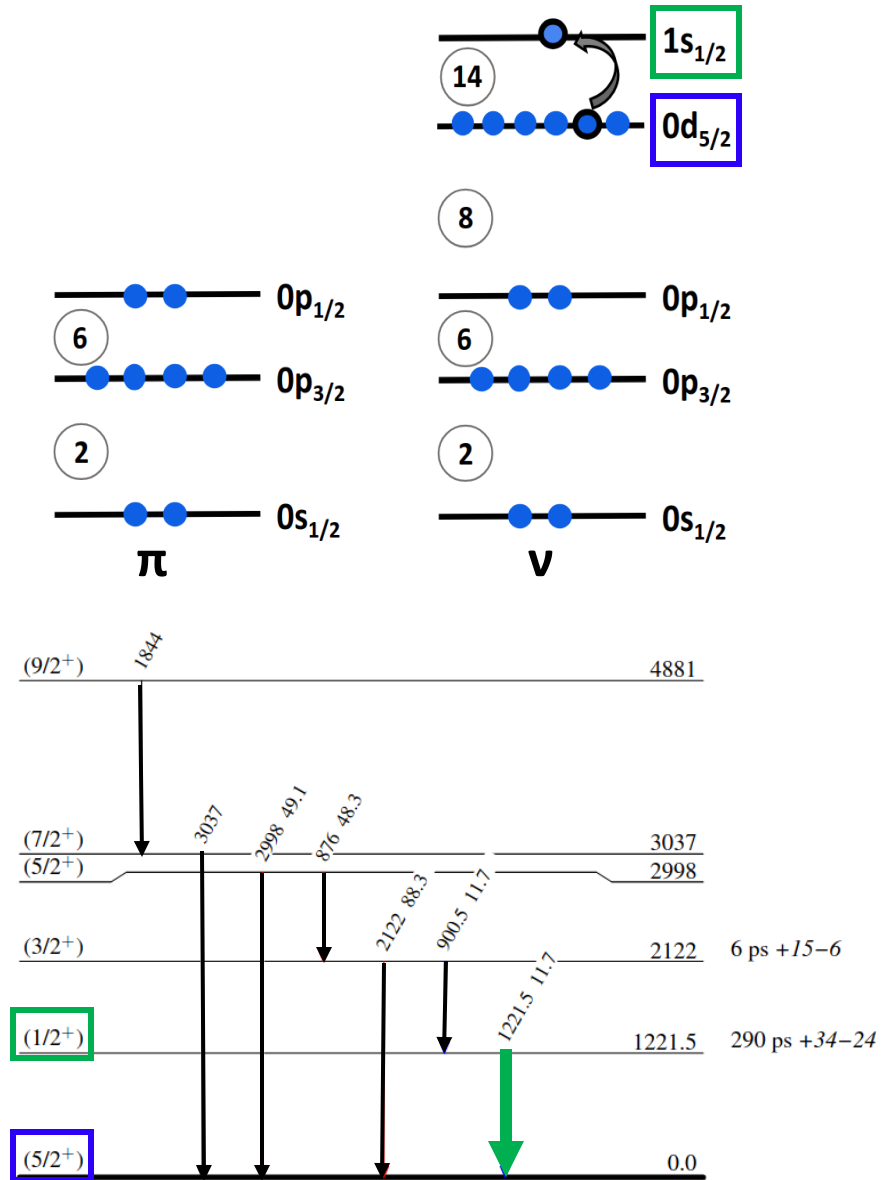 1s1/2
14
0d5/2
8
0p1/2 0p1/2
6 6
0p3/2 0p3/2
2 2
0s1/2 0s1/2
π ν
(9/2+) 1844 4881
(7/2+) 3037 3037
(5/2+) 2998 49.1 876 48.3 2998
(3/2+) 2122 88.3 900.5 11.7 2122 6 ps +15−6
(1/2+) 1221.5 11.7 1221.5 290 ps +34−24
(5/2+) 0.0